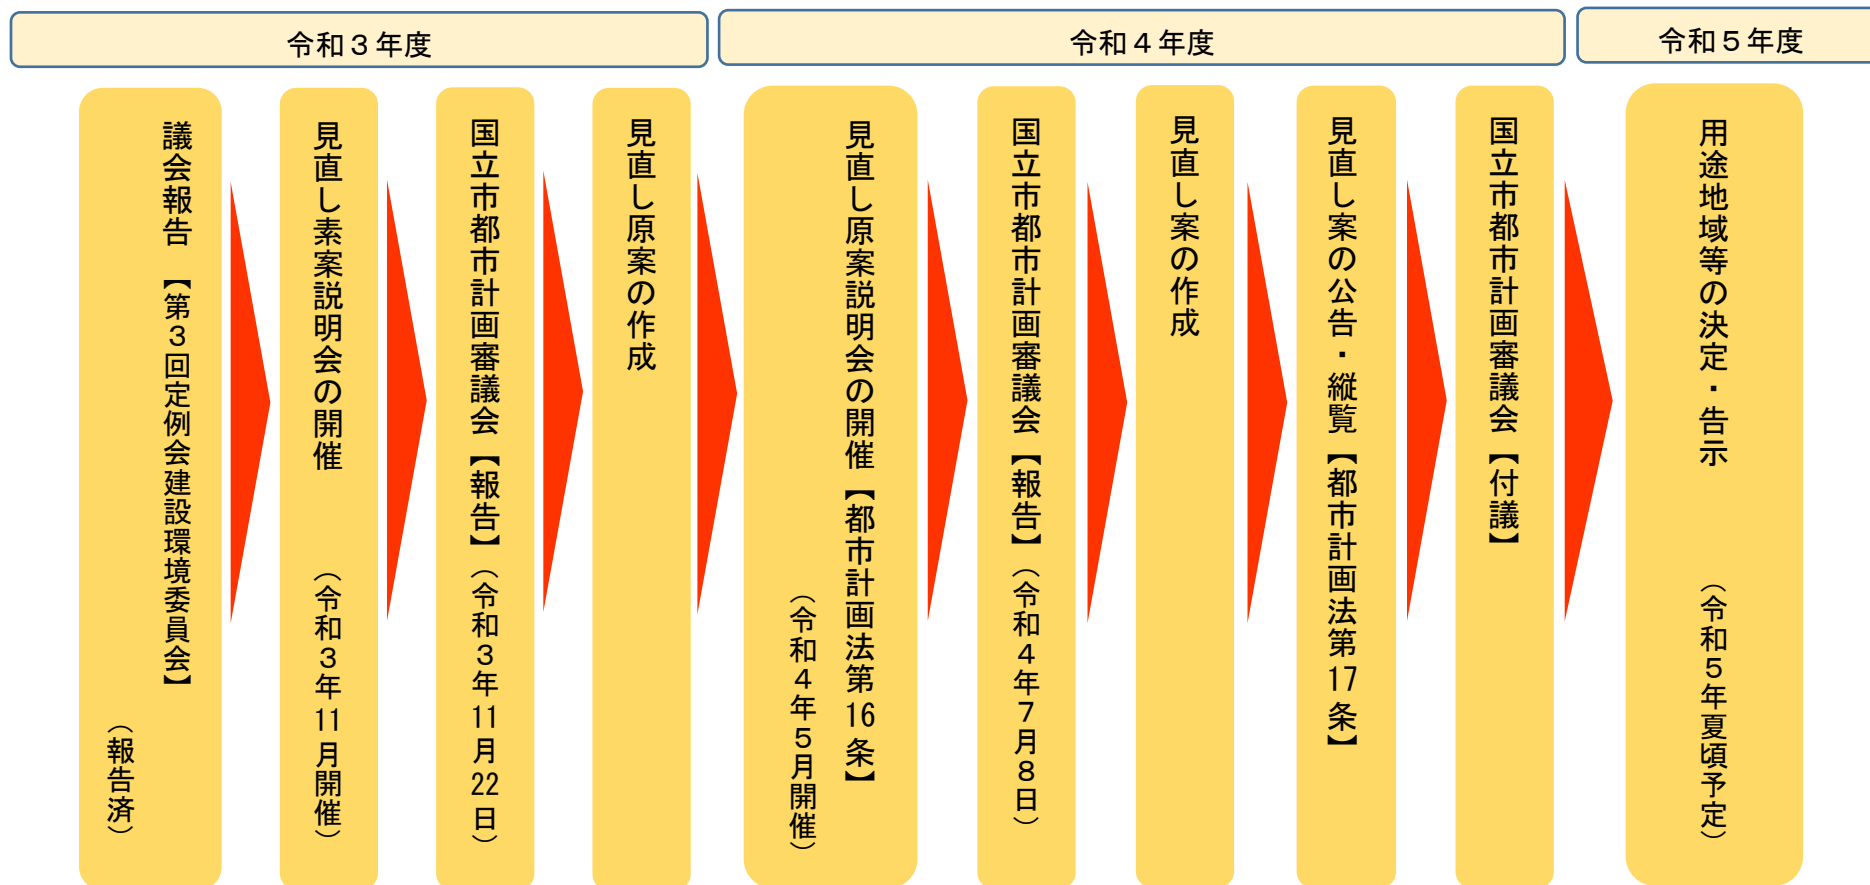 令和３年度
令和４年度
令和５年度
議会報告　【第３回定例会建設環境委員会】
（報告済）
見直し素案説明会の開催　　（令和３年11月開催）
国立市都市計画審議会【報告】（令和３年11月22日）
見直し原案の作成
見直し原案説明会の開催【都市計画法第16条】
（令和４年５月開催）
国立市都市計画審議会【報告】（令和４年７月８日）
見直し案の作成
見直し案の公告・縦覧【都市計画法第17条】
国立市都市計画審議会【付議】
用途地域等の決定・告示　　（令和５年夏頃予定）